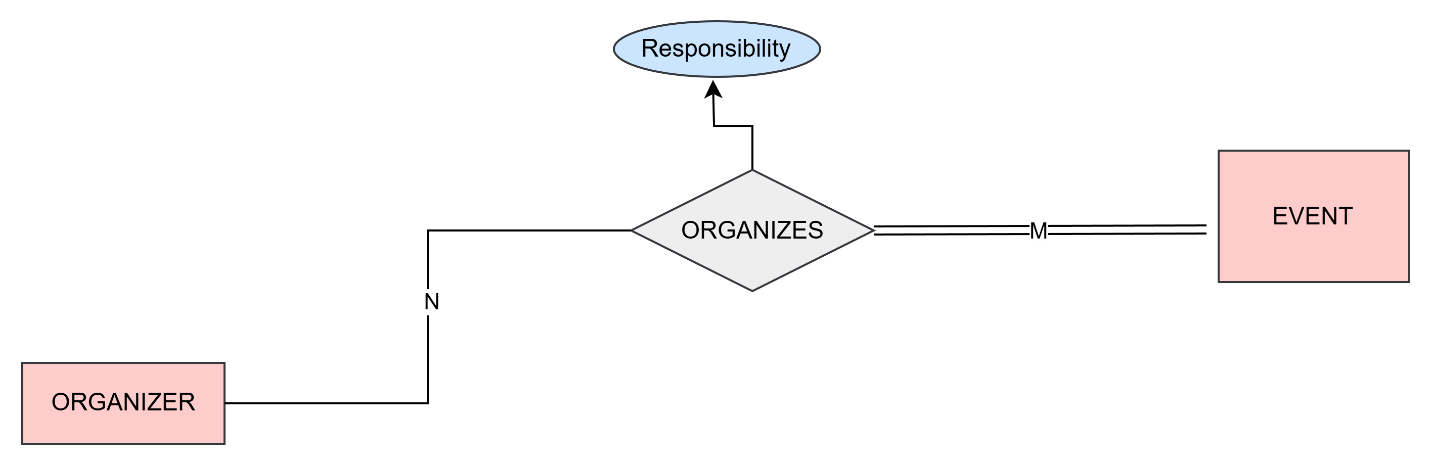 Responsibility
ORGANIZES
M
EVENT
N
ORGANIZER